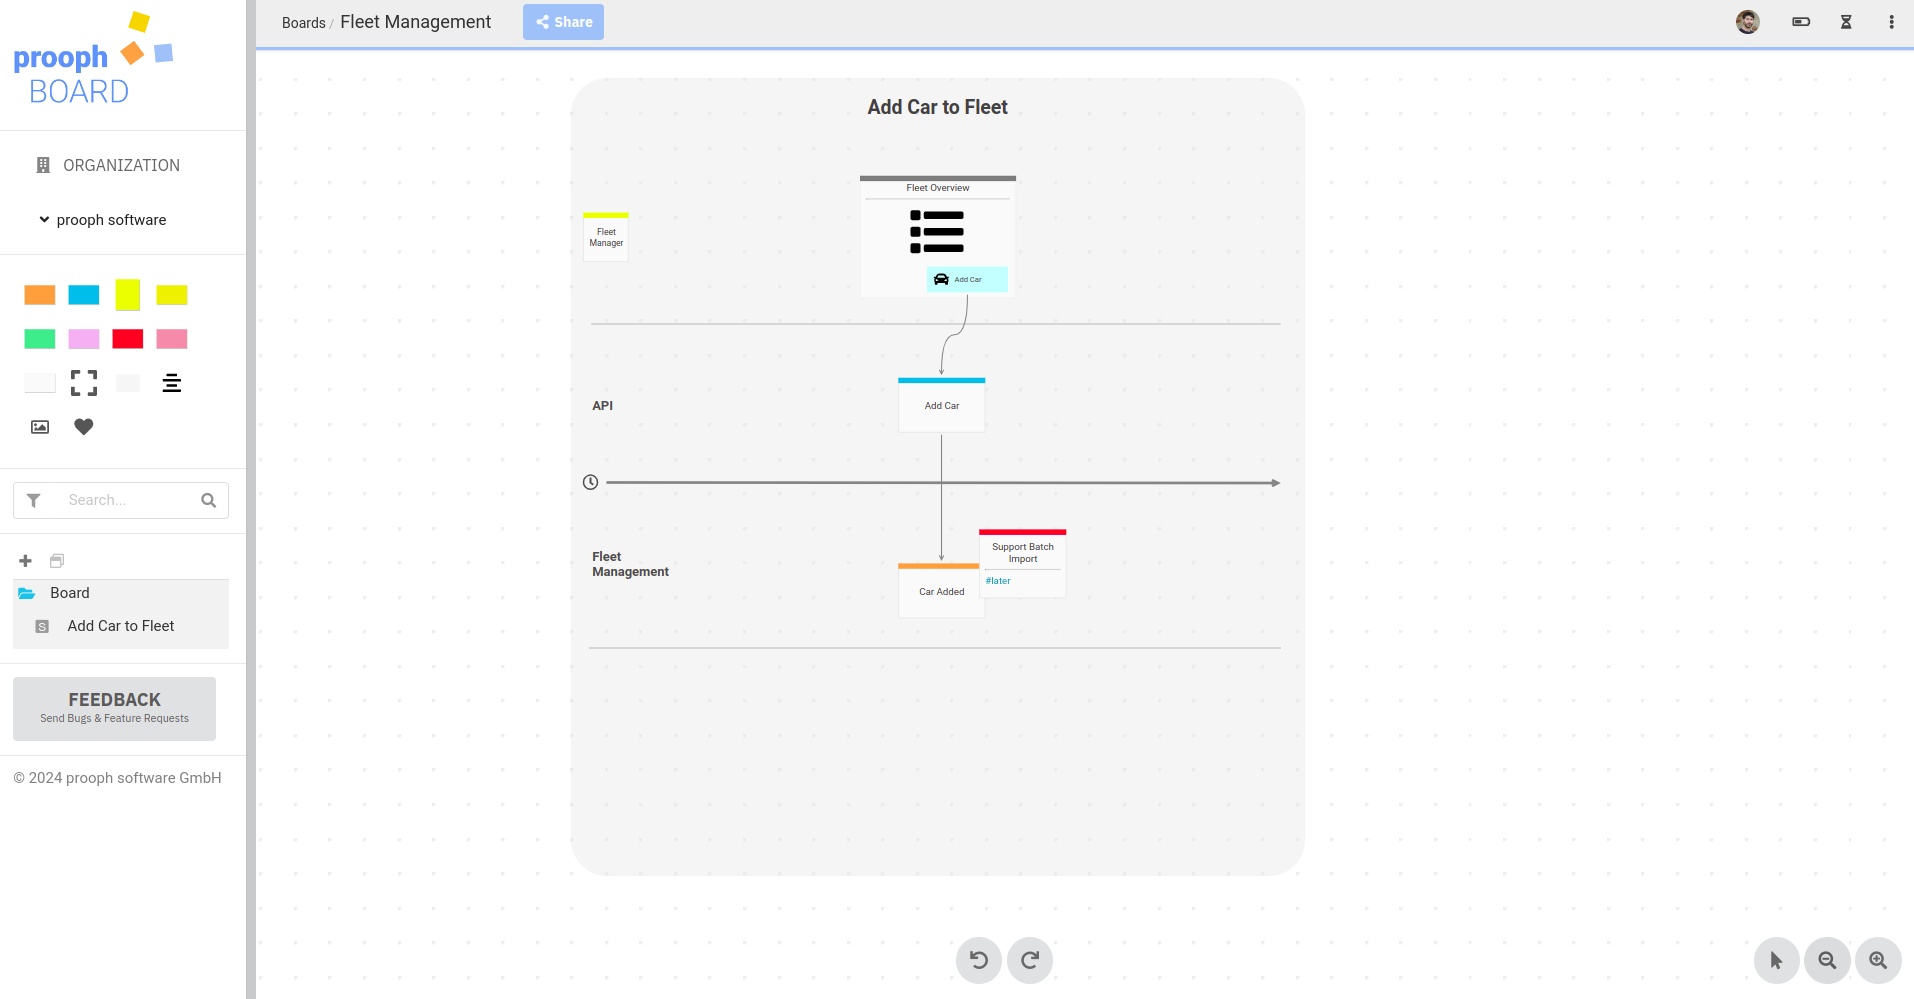 prooph
BOARD
Boards / Fleet Management
Share
ORGANIZATION
prooph software
Search...
Board
S
Add Car to Fleet
FEEDBACK
Send Bugs & Feature Requests
© 2024 prooph software GmbH
Add Car to Fleet
Fleet
Manager
Fleet Overview
Add Car
API
Add Car
Fleet
Management
Support Batch
Import
#later
Car Added